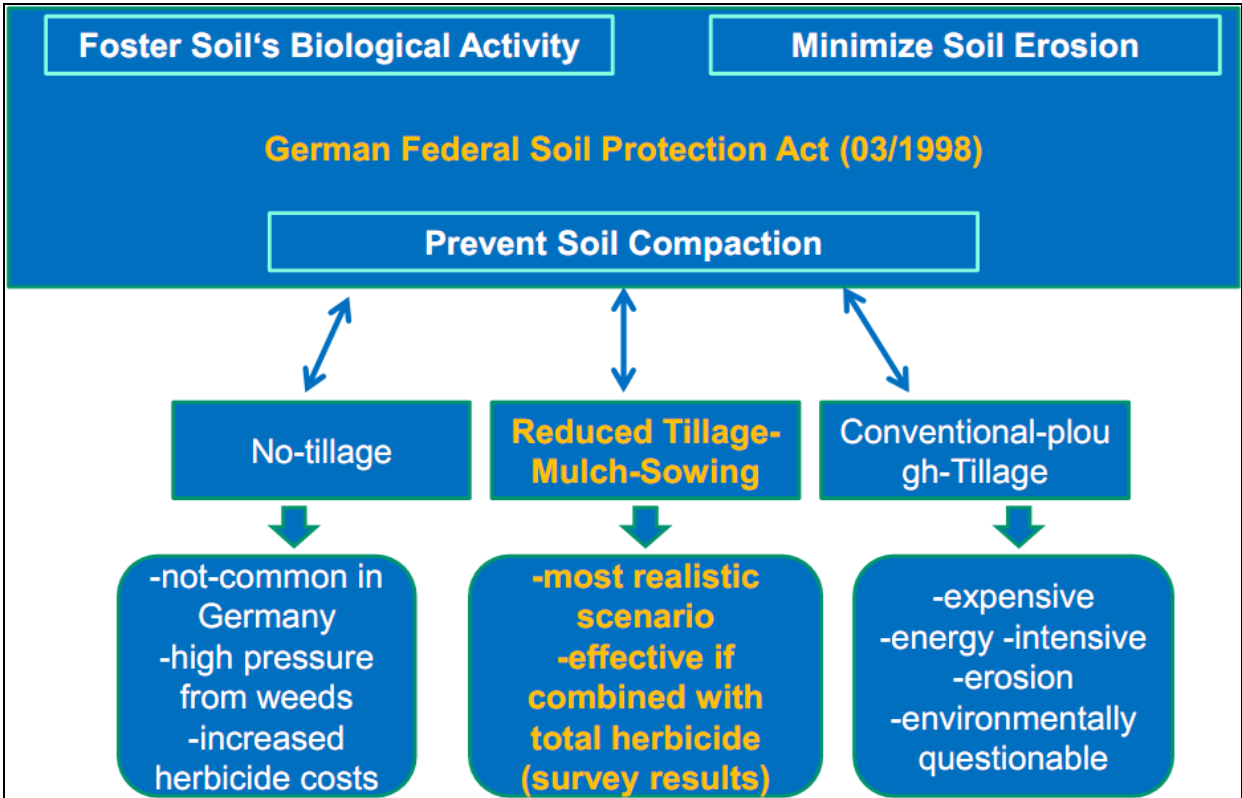 Foster Soil‘s Biological Activity
Minimize Soil Erosion
German Federal Soil Protection Act (03/1998)
Prevent Soil Compaction
No-tillage
Reduced Tillage-
Mulch-Sowing
Conventional-plou
gh-Tillage
-not-common in
Germany
-high pressure
from weeds
-increased
herbicide costs
-most realistic
scenario
-effective if
combined with
total herbicide
(survey results)
-expensive
-energy -intensive
-erosion
-environmentally
questionable